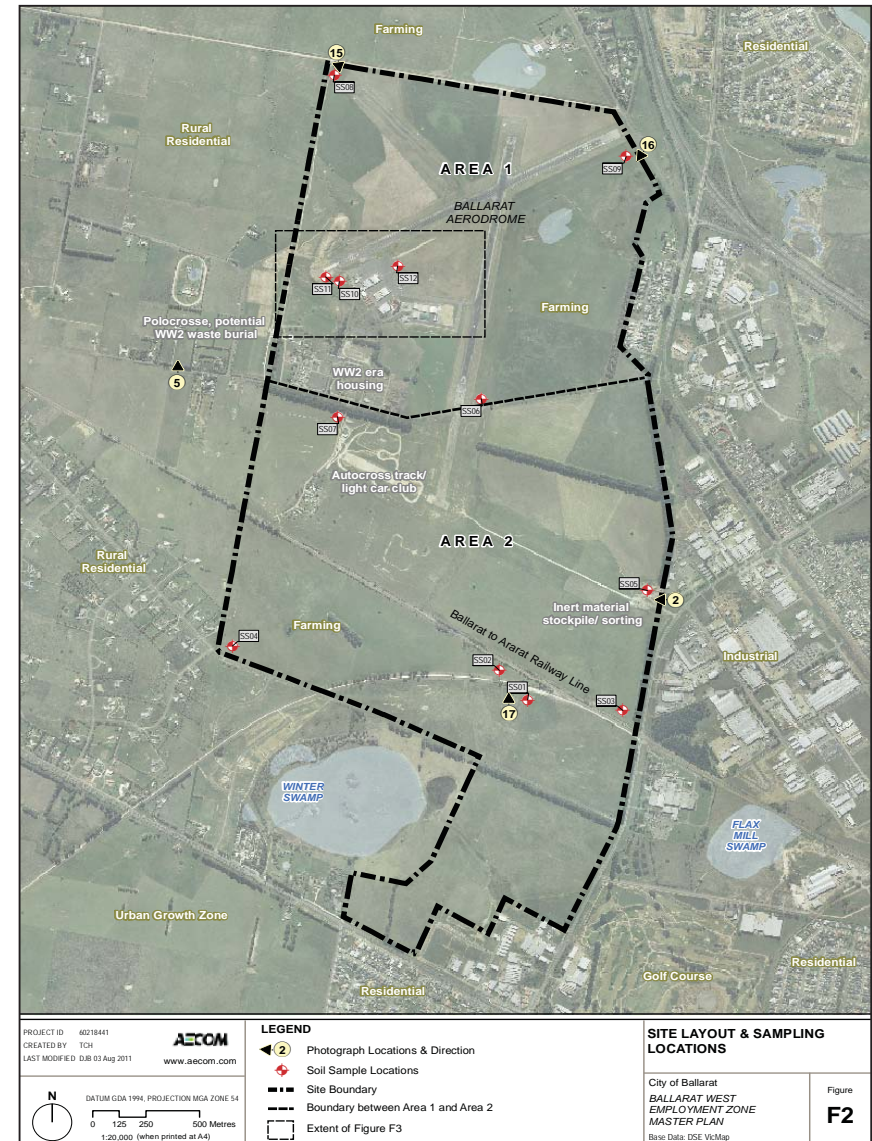 Farming
15
Residential
SS08
Rural
Residential
16
AREA 1
SS09
BALLARAT
AERODROME
SS12
SS11
SS10
Farming
Polocrosse, potential
WW2 waste burial
5
WW2 era
housing
SS06
SS07
Autocross track/
light car club
AREA 2
Rural
Residential
SS05
2
Inert material
stockpile/ sorting
Farming
Ballarat to Ararat Railway Line
SS04
Industrial
SS02
SS01
SS03
17
WINTER
SWAMP
FLAX
MILL
SWAMP
Urban Growth Zone
Residential
Golf Course
Residential
PROJECT ID 60218441
CREATED BY TCH
LAST MODIFIED DJB 03 Aug 2011
AECOM
www.aecom.com
N
DATUM GDA 1994, PROJECTION MGA ZONE 54
0 125 250 500 Metres
1:20,000 (when printed at A4)
LEGEND
2 Photograph Locations & Direction
Soil Sample Locations
Site Boundary
Boundary between Area 1 and Area 2
Extent of Figure F3
SITE LAYOUT & SAMPLING
LOCATIONS
City of Ballarat
BALLARAT WEST
EMPLOYMENT ZONE
MASTER PLAN
Base Data: DSE VicMap
Figure
F2